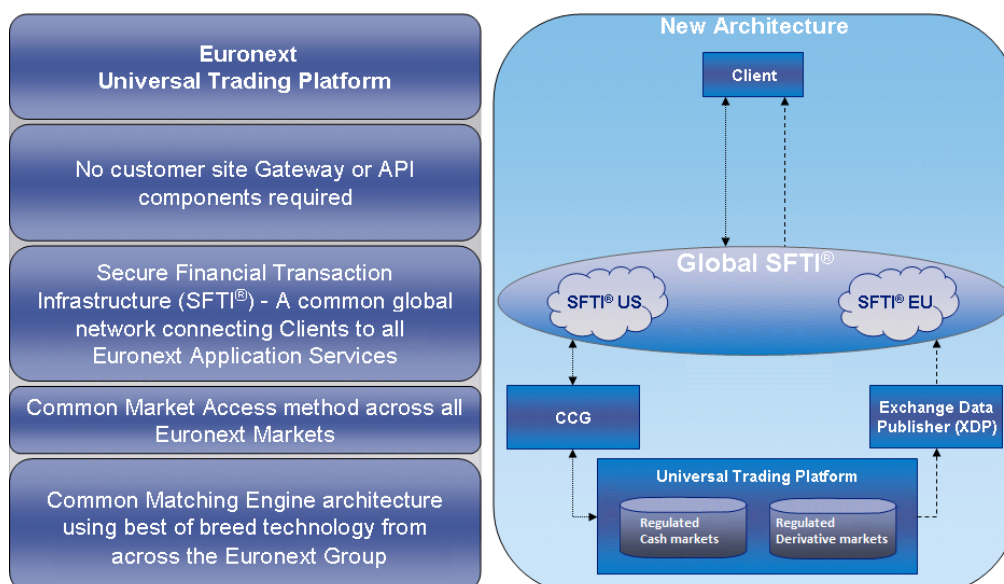 Euronext
Universal Trading Platform
No customer site Gateway or API
components required
Secure Financial Transaction
Infrastructure (SFTI®) - A common global
network connecting Clients to all
Euronext Application Services
Common Market Access method across all
Euronext Markets
Common Matching Engine architecture
using best of breed technology from
across the Euronext Group
New Architecture
Client
Global SFTI®
SFTI® US
SFTI® EU
CCG
Exchange Data
Publisher (XDP)
Universal Trading Platform
Regulated
Cash markets
Regulated
Derivative markets